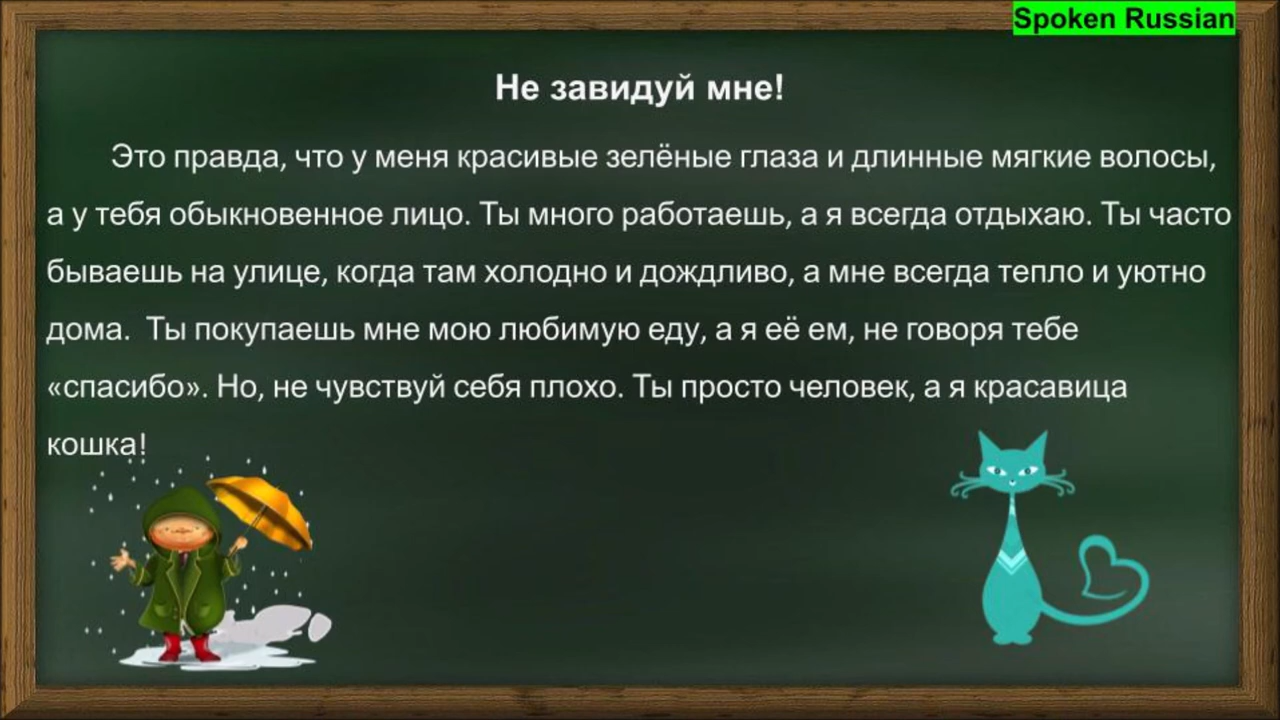 Spoken Russian
Не завидуй мне!
Это правда, что у меня красивые зелёные глаза и длинные мягкие волосы,
а у тебя обыкновенное лицо. Ты много работаешь, а я всегда отдыхаю. Ты часто
бываешь на улице, когда там холодно и дождливо, а мне всегда тепло и уютно
дома. Ты покупаешь мне мою любимую еду, а я её ем, не говоря тебе
«спасибо». Но, не чувствуй себя плохо. Ты просто человек, а я красавица
кошка!